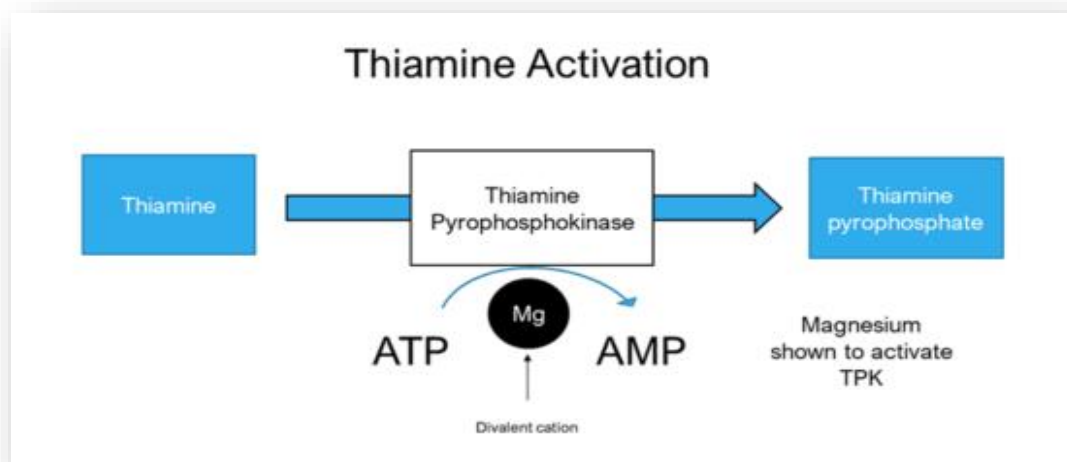 Thiamine Activation
Thiamine
Thiamine
Pyrophosphokinase
Thiamine
pyrophosphate
Mg
ATP
AMP
Magnesium
shown to activate
TPK
Divalent cation